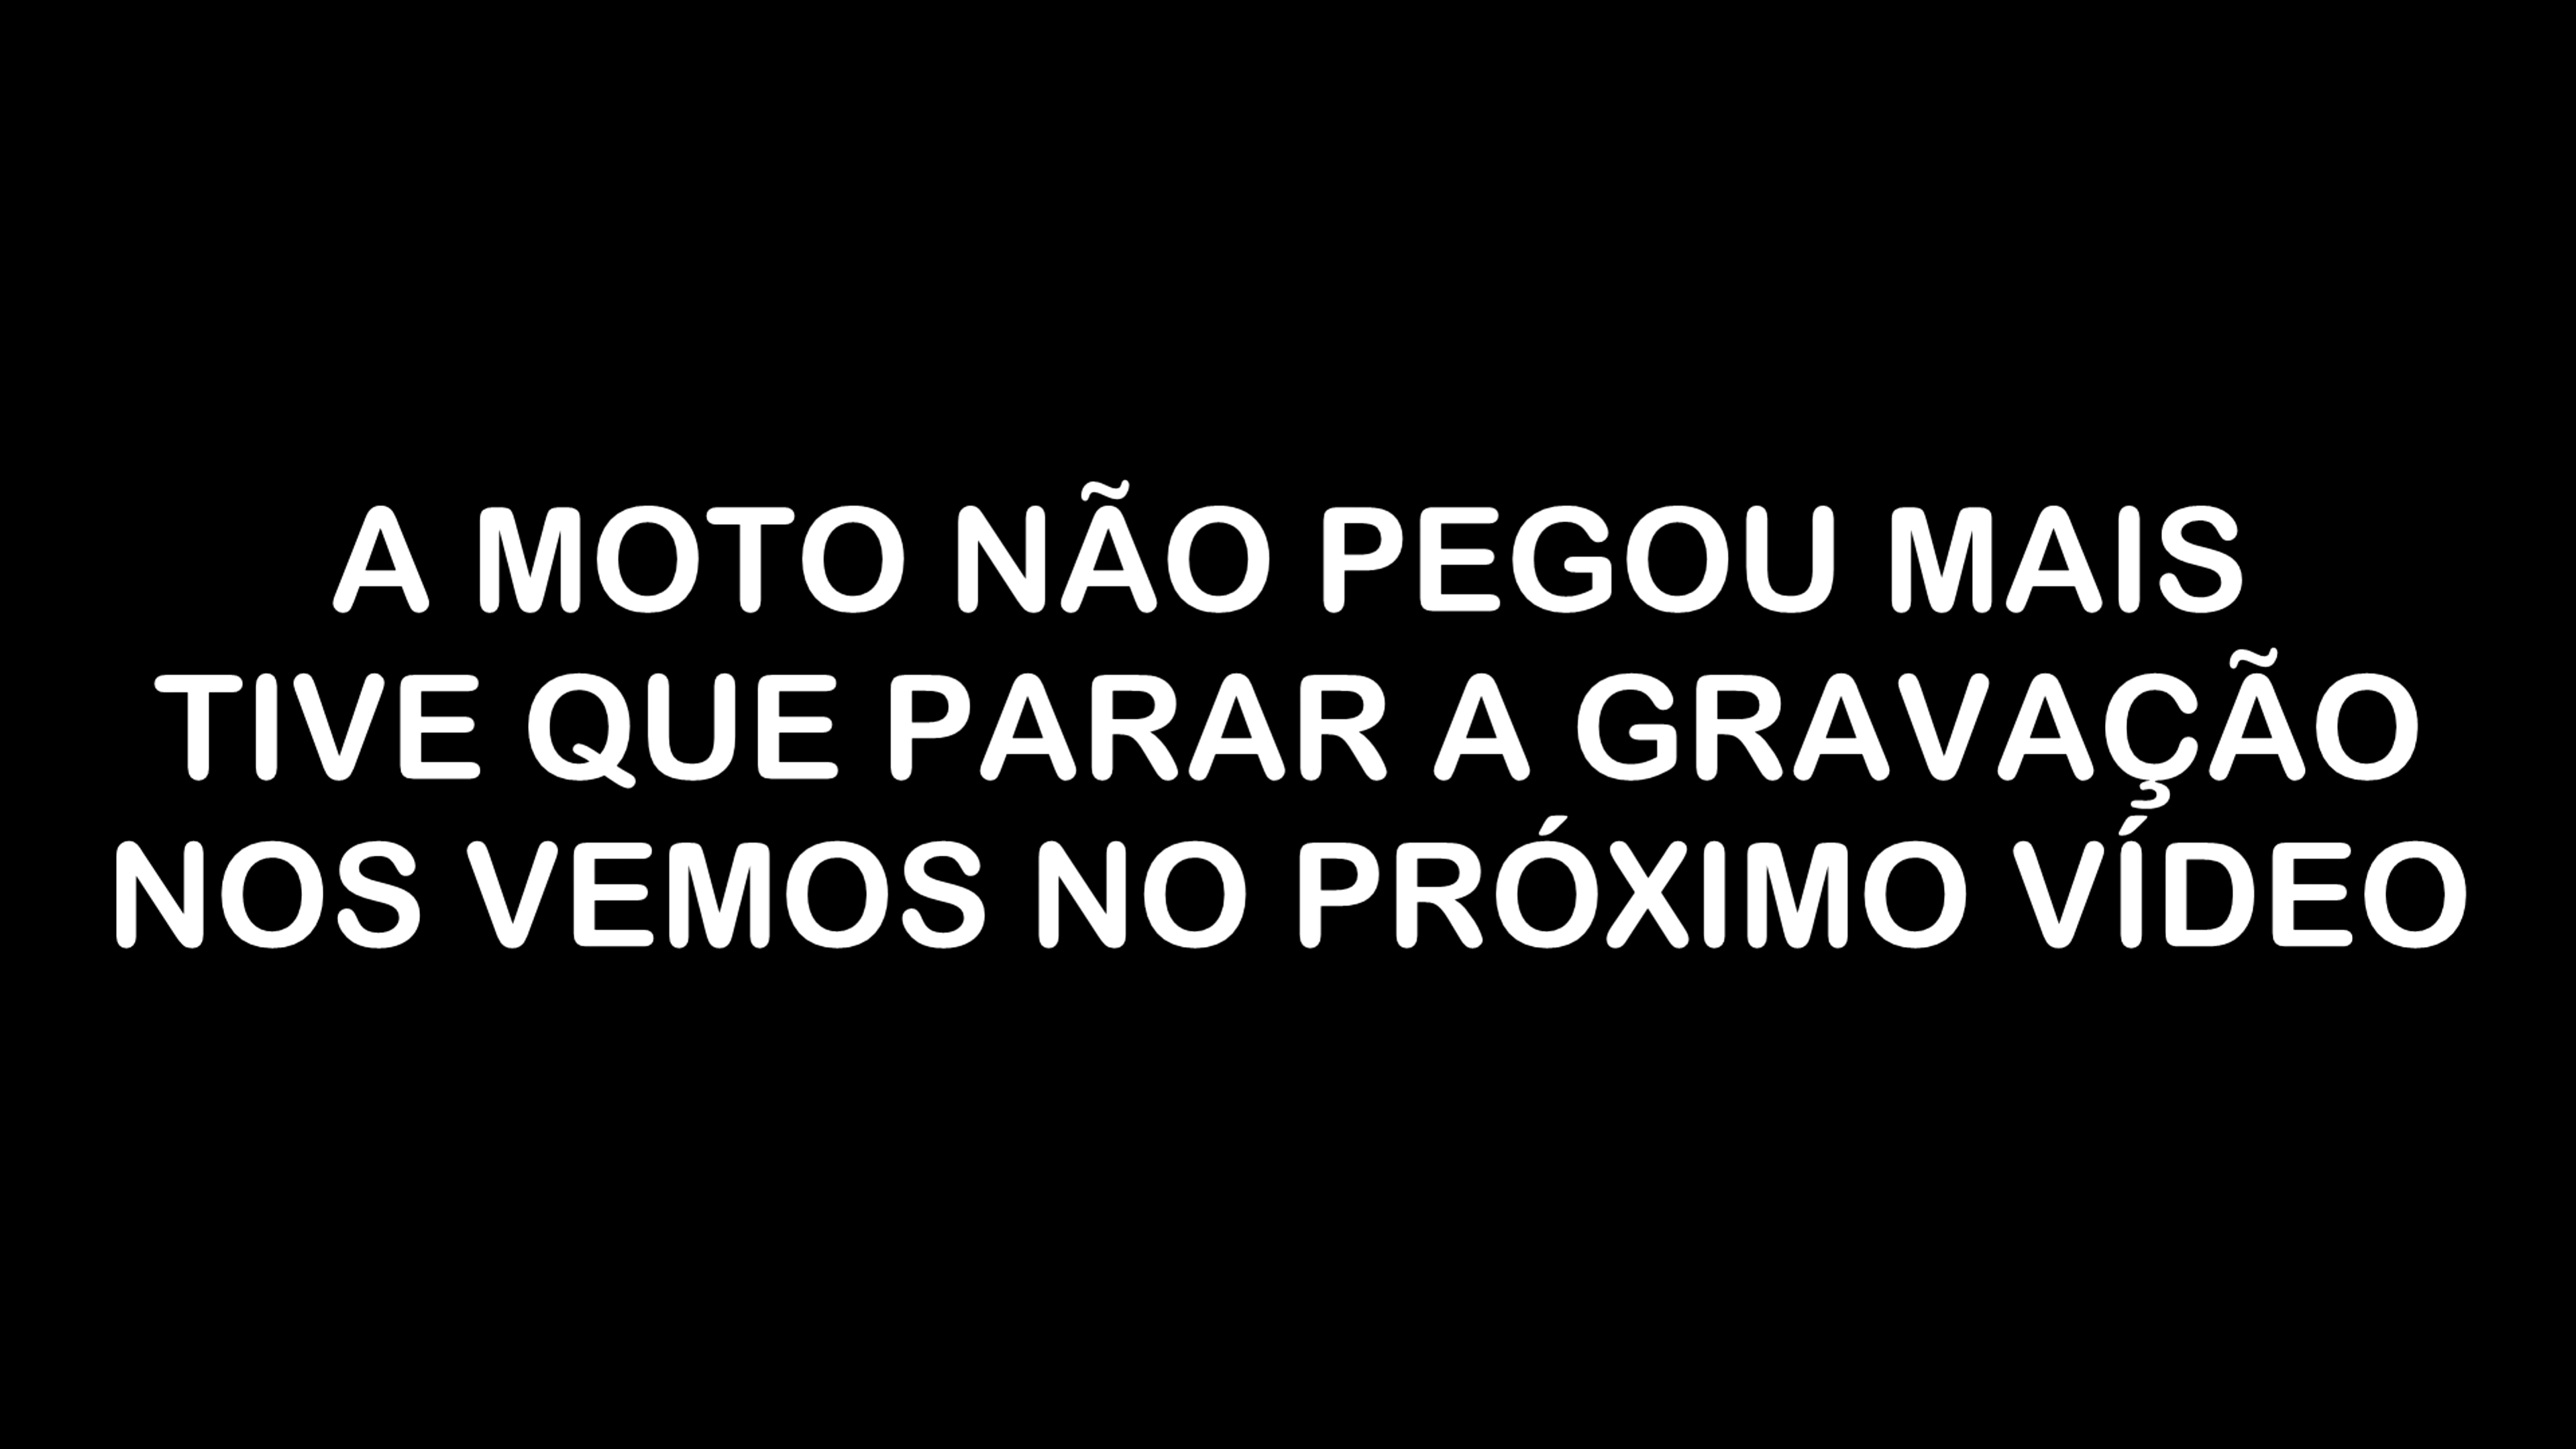 A MOTO NÃO PEGOU MAIS
TIVE QUE PARAR A GRAVAÇÃO
NOS VEMOS NO PRÓXIMO VÍDEO